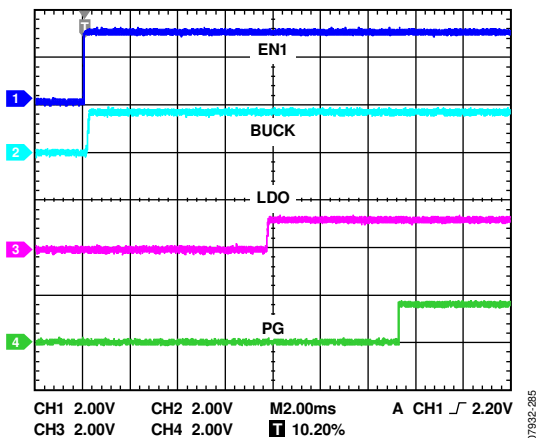 T
EN1
1
BUCK
2
LDO
3
PG
4
CH1 2.00V CH2 2.00V M2.00ms A CH1 2.20V
CH3 2.00V CH4 2.00V T 10.20%
07932-285